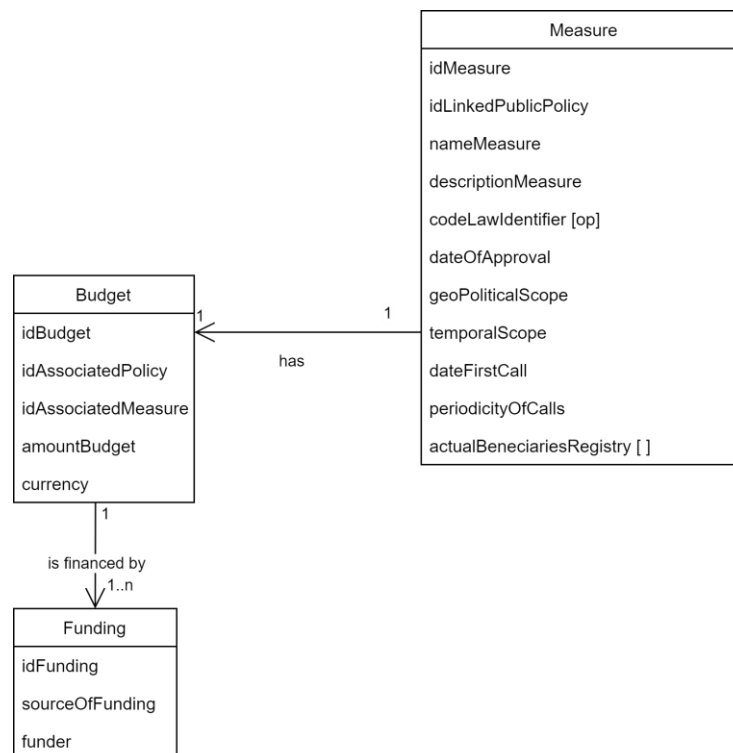 Measure
idMeasure
idLinkedPublicPolicy
nameMeasure
descriptionMeasure
codeLawIdentifier [op]
dateOfApproval
geoPoliticalScope
temporalScope
dateFirstCall
periodicityOfCalls
actualBeneciariesRegistry [ ]
1
has
1
Budget
idBudget
idAssociatedPolicy
idAssociatedMeasure
amountBudget
currency
1
is financed by
1..n
Funding
idFunding
sourceOfFunding
funder